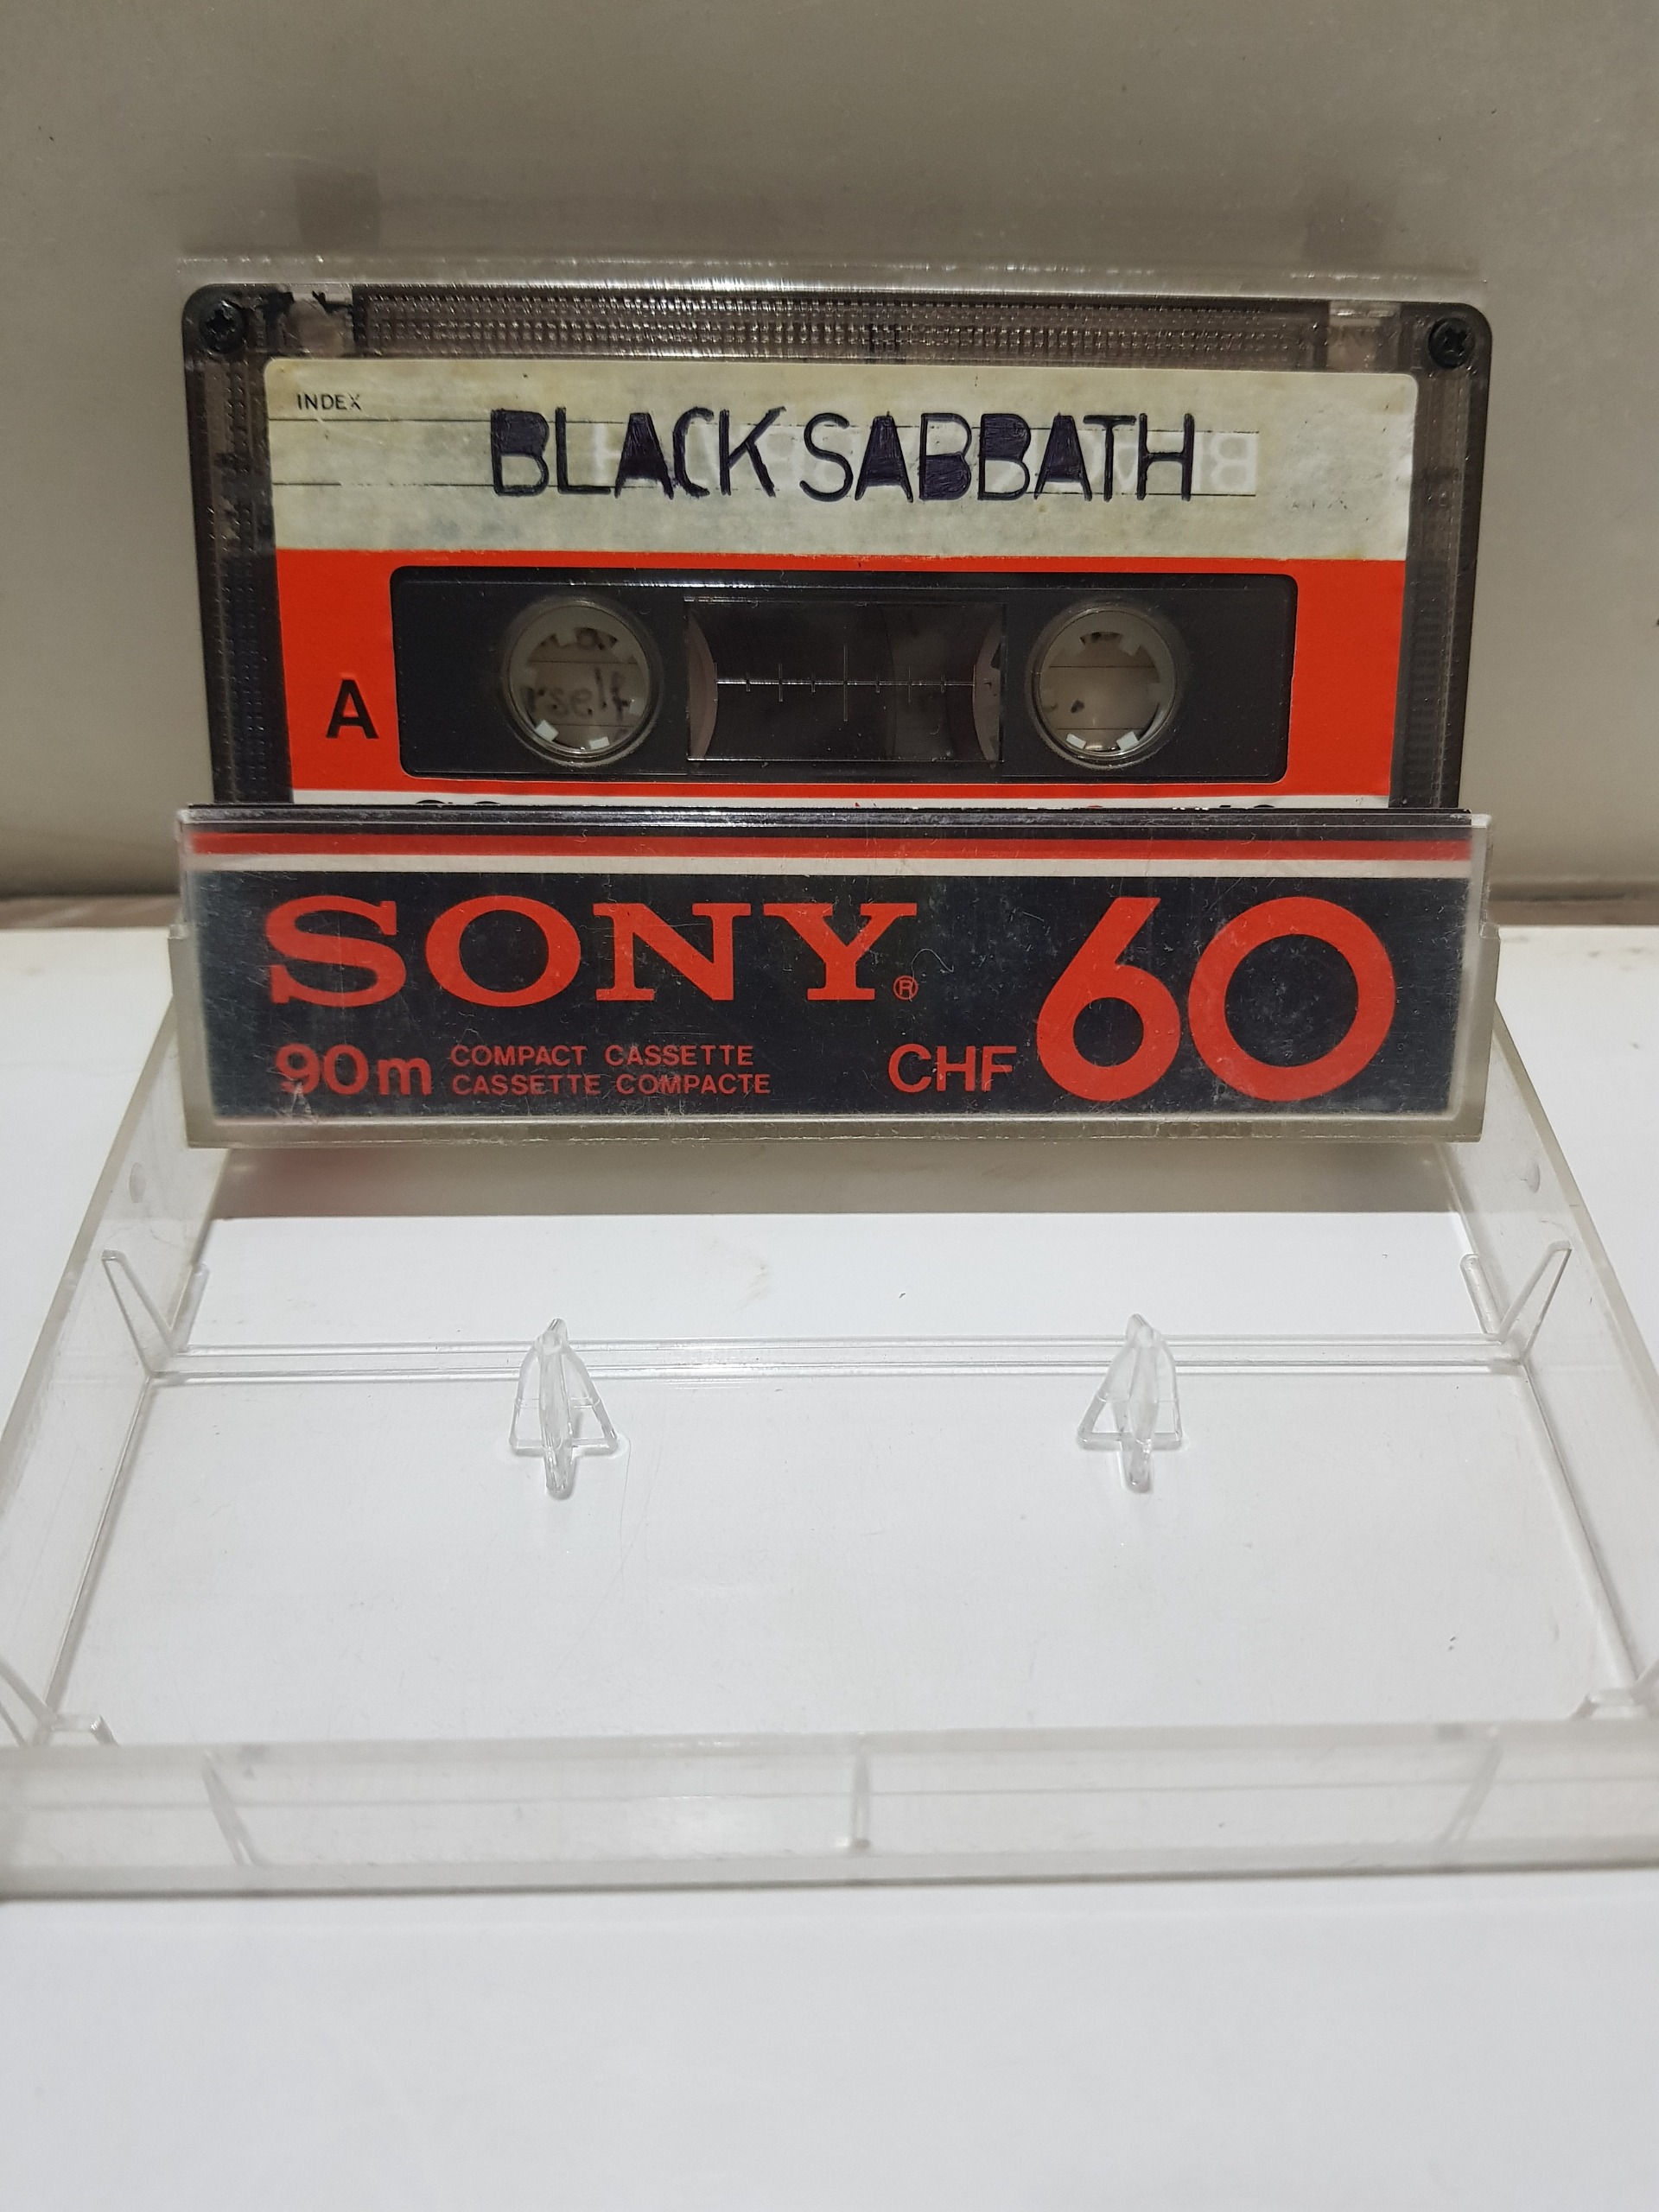 INDEX
BLACK SABBATH
rself
A
SONY®
90m COMPACT CASSETTE
CASSETTE COMPACTE
CHF 60